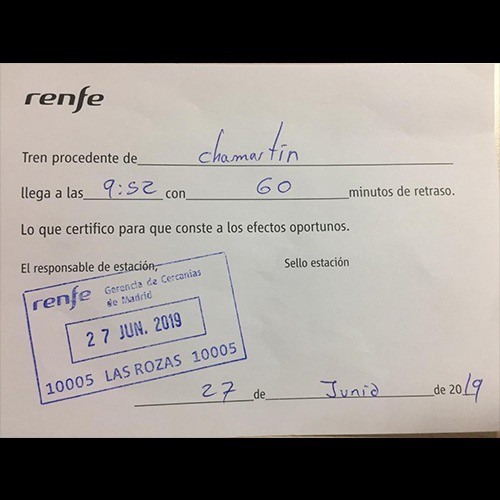 renfe
Tren procedente de chamartín
llega a las 9:52 con 60 minutos de retraso.
Lo que certifico para que conste a los efectos oportunos.
El responsable de estación, Sello estación
renfe Gerencia de Cercanías
de Madrid
27 JUN. 2019
10005 LAS ROZAS 10005
27 de Junio de 2019